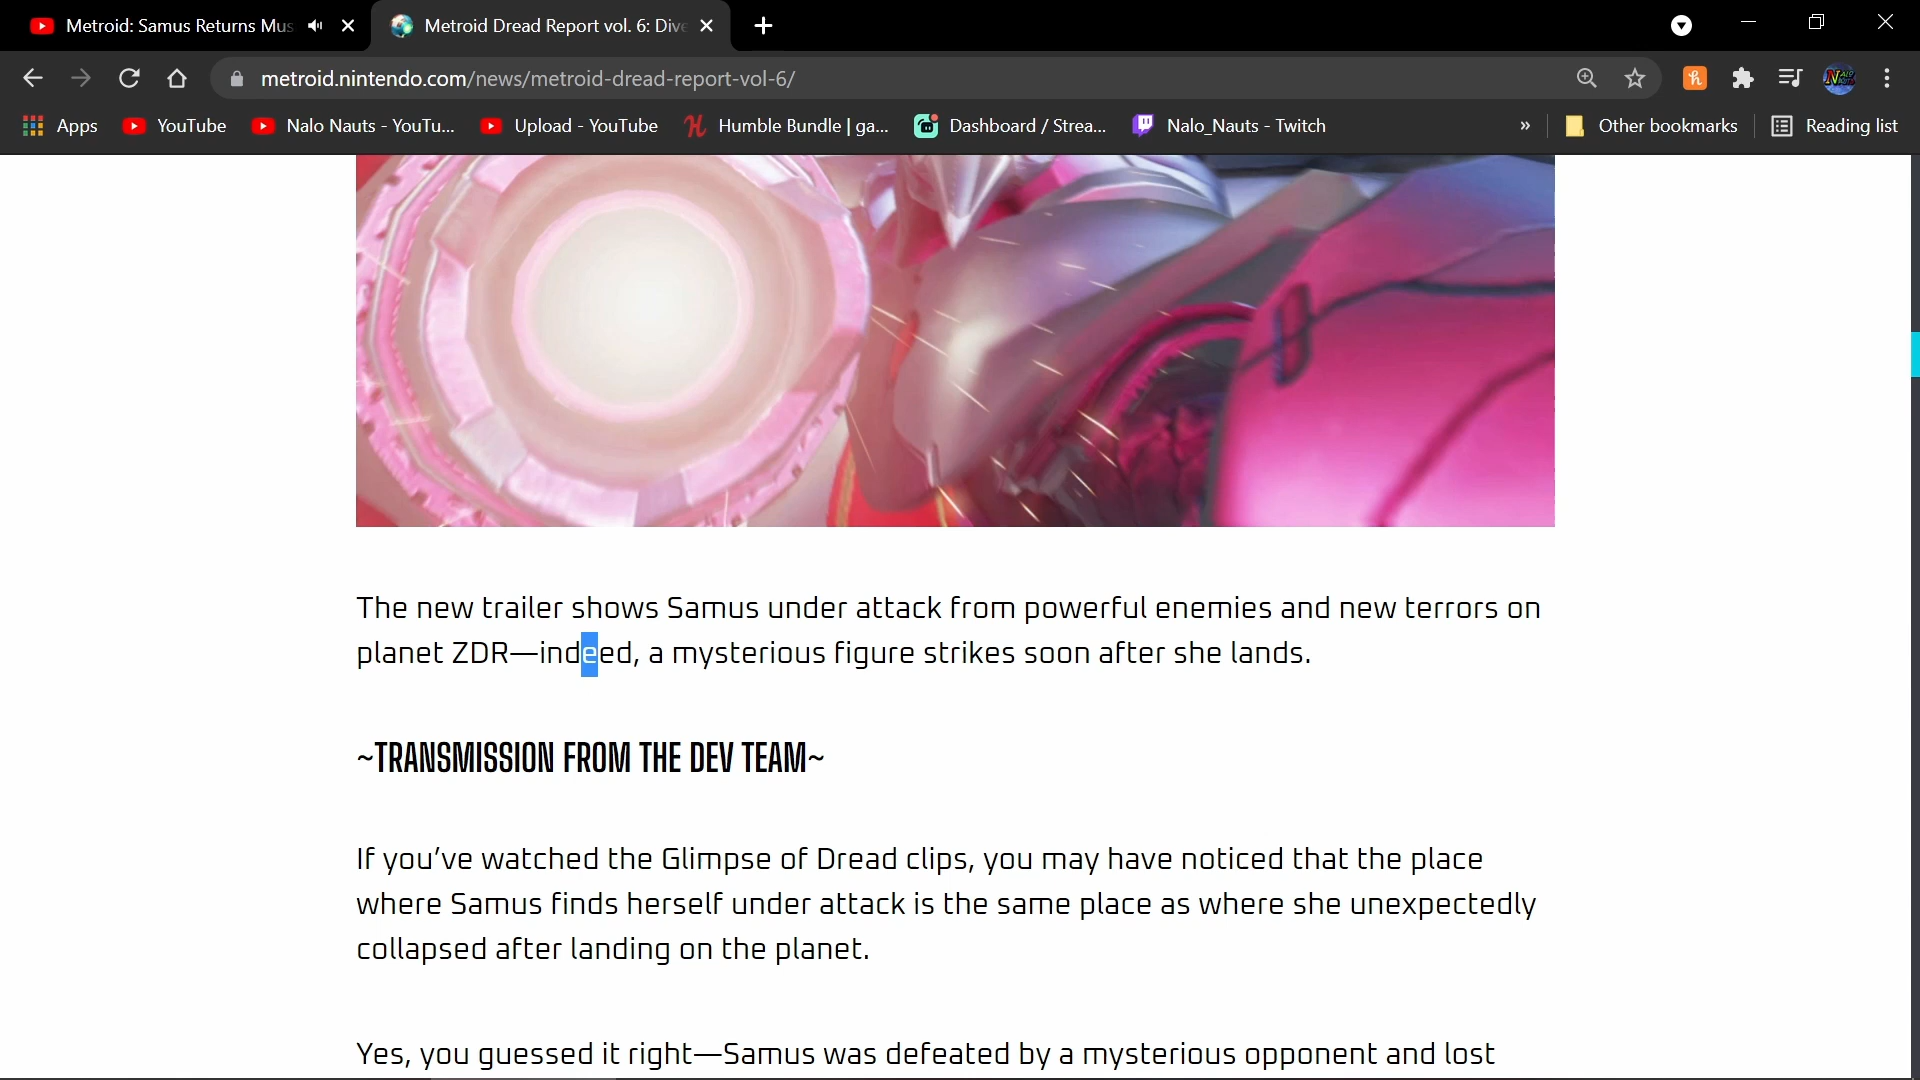 Metroid: Samus Returns Mus
Metroid Dread Report vol. 6: Dive
metroid.nintendo.com/news/metroid-dread-report-vol-6/
Apps
YouTube
Nalo Nauts - YouTu...
Upload - YouTube
Humble Bundle | ga...
Dashboard / Strea...
Nalo_Nauts - Twitch
»
Other bookmarks
Reading list
The new trailer shows Samus under attack from powerful enemies and new terrors on
planet ZDR—indeed, a mysterious figure strikes soon after she lands.
~TRANSMISSION FROM THE DEV TEAM~
If you’ve watched the Glimpse of Dread clips, you may have noticed that the place
where Samus finds herself under attack is the same place as where she unexpectedly
collapsed after landing on the planet.
Yes, you guessed it right—Samus was defeated by a mysterious opponent and lost